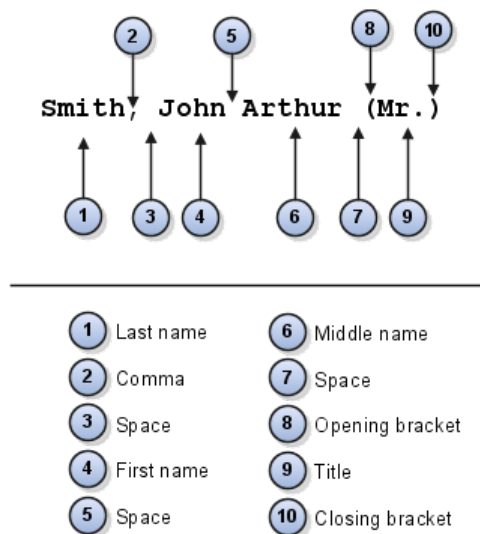 2 5 8 10
Smith, John Arthur (Mr.)
1 3 4 6 7 9
1 Last name
2 Comma
3 Space
4 First name
5 Space
6 Middle name
7 Space
8 Opening bracket
9 Title
10 Closing bracket